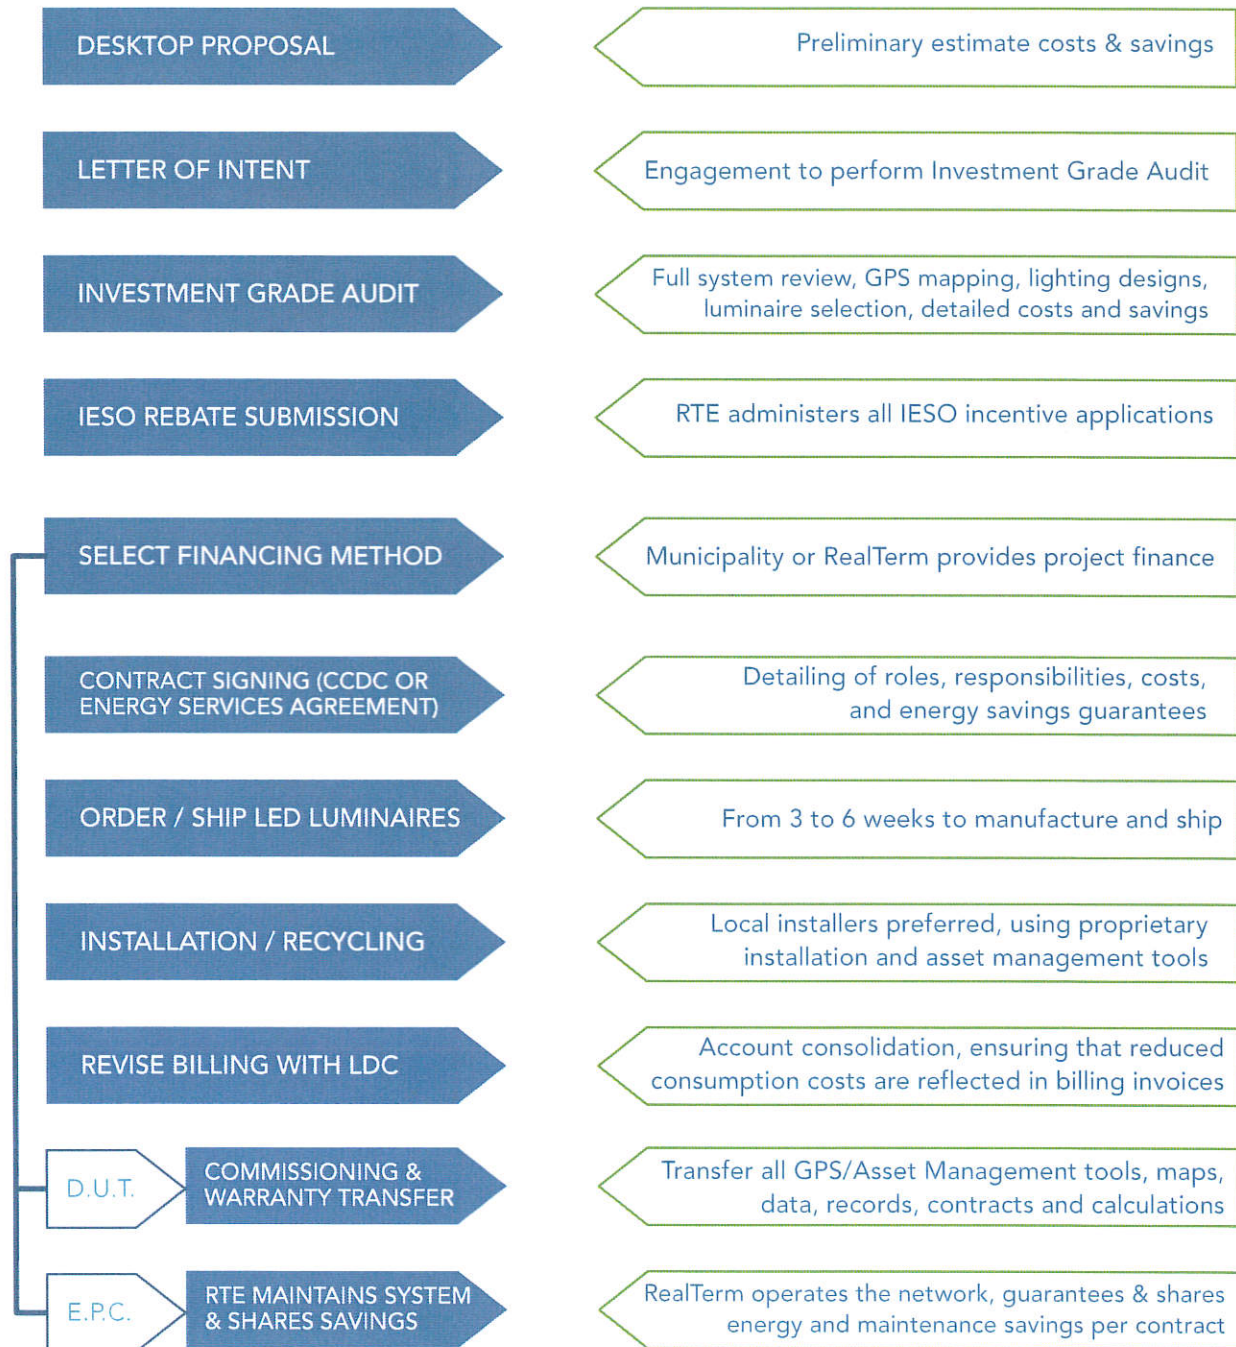 DESKTOP PROPOSAL
Preliminary estimate costs & savings
LETTER OF INTENT
Engagement to perform Investment Grade Audit
INVESTMENT GRADE AUDIT
Full system review, GPS mapping, lighting designs,
luminaire selection, detailed costs and savings
IESO REBATE SUBMISSION
RTE administers all IESO incentive applications
SELECT FINANCING METHOD
Municipality or RealTerm provides project finance
CONTRACT SIGNING (CCDC OR
ENERGY SERVICES AGREEMENT)
Detailing of roles, responsibilities, costs,
and energy savings guarantees
ORDER / SHIP LED LUMINAIRES
From 3 to 6 weeks to manufacture and ship
INSTALLATION / RECYCLING
Local installers preferred, using proprietary
installation and asset management tools
REVISE BILLING WITH LDC
Account consolidation, ensuring that reduced
consumption costs are reflected in billing invoices
D.U.T.
COMMISSIONING &
WARRANTY TRANSFER
Transfer all GPS/Asset Management tools, maps,
data, records, contracts and calculations
E.P.C.
RTE MAINTAINS SYSTEM
& SHARES SAVINGS
RealTerm operates the network, guarantees & shares
energy and maintenance savings per contract